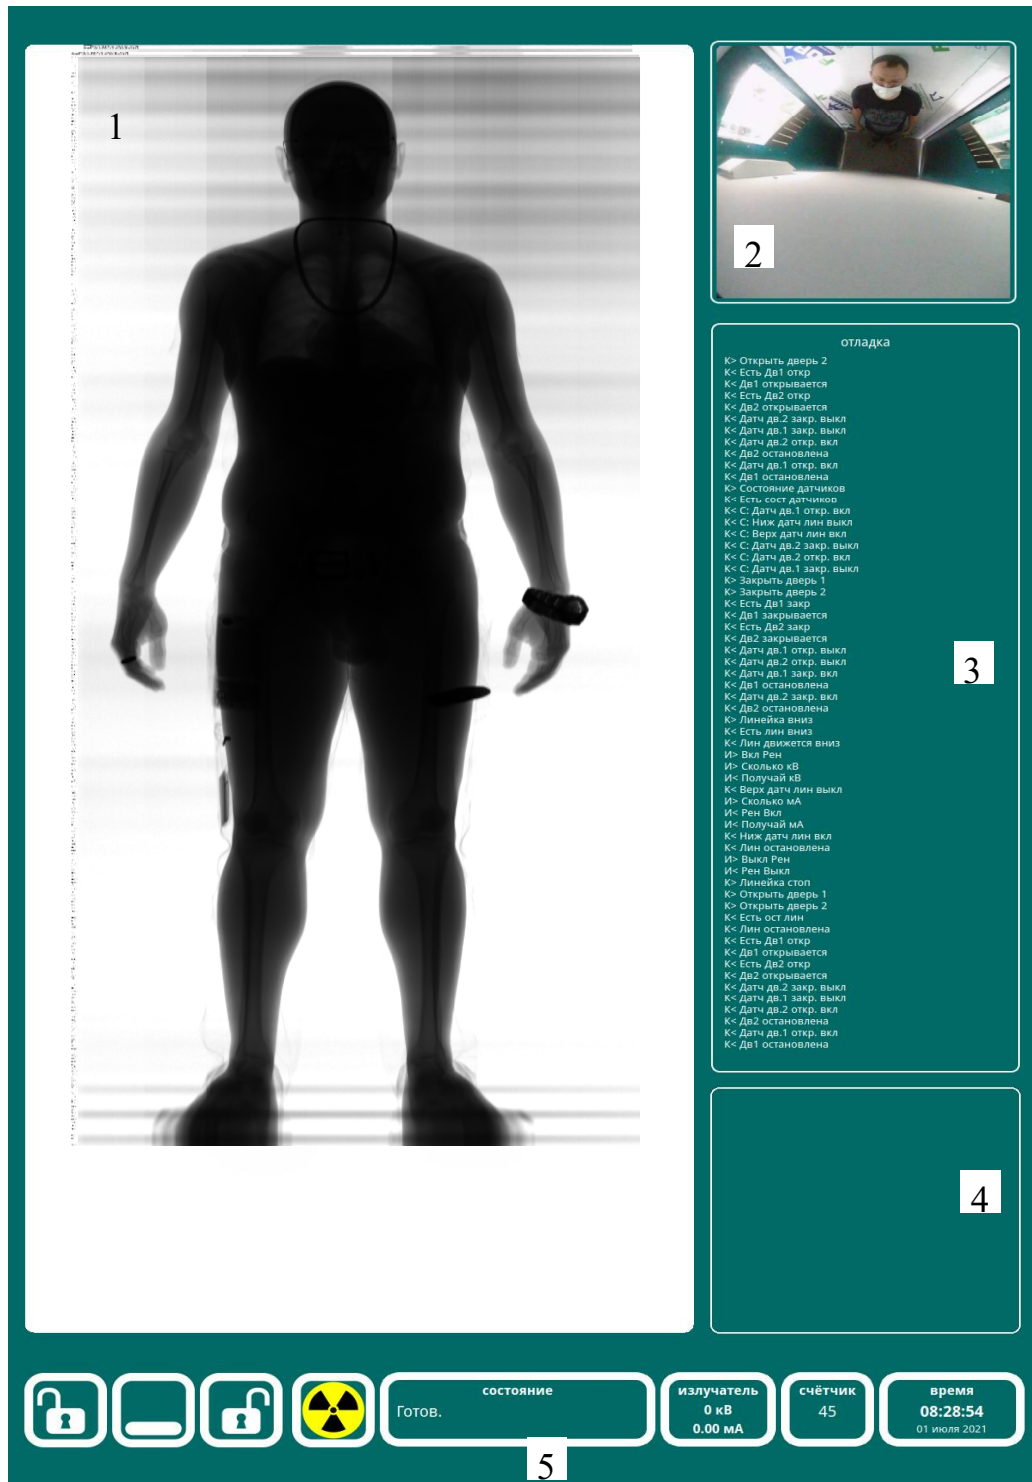 1
2
отладка
К> Открыть дверь 2
К< Есть Дв1 откр
К< Дв1 открывается
К< Есть Дв2 откр
К< Дв2 открывается
К< Датч дв.2 закр. выкл
К< Датч дв.1 закр. выкл
К< Датч дв.2 откр. вкл
К< Дв2 остановлена
К< Датч дв.1 откр. вкл
К< Дв1 остановлена
К> Состояние датчиков
К< Есть сост датчиков
К< С: Датч дв.1 откр. вкл
К< С: Ниж датч лин выкл
К< С: Верх датч лин вкл
К< С: Датч дв.2 закр. выкл
К< С: Датч дв.2 откр. вкл
К< С: Датч дв.1 закр. выкл
К> Закрыть дверь 1
К> Закрыть дверь 2
К< Есть Дв1 закр
К< Дв1 закрывается
К< Есть Дв2 закр
К< Дв2 закрывается
К< Датч дв.1 откр. выкл
К< Датч дв.2 откр. выкл
К< Датч дв.1 закр. вкл
К< Дв1 остановлена
К< Датч дв.2 закр. вкл
К< Дв2 остановлена
К> Линейка вниз
К< Есть лин вниз
К< Лин движется вниз
И> Вкл Рен
И> Сколько кВ
И< Получай кВ
К< Верх датч лин выкл
И> Сколько мА
И< Рен Вкл
И< Получай мА
К< Ниж датч лин вкл
К< Лин остановлена
И> Выкл Рен
И< Рен Выкл
К> Линейка стоп
К> Открыть дверь 1
К> Открыть дверь 2
К< Есть ост лин
К< Лин остановлена
К< Есть Дв1 откр
К< Дв1 открывается
К< Есть Дв2 откр
К< Дв2 открывается
К< Датч дв.2 закр. выкл
К< Датч дв.1 закр. выкл
К< Датч дв.2 откр. вкл
К< Дв2 остановлена
К< Датч дв.1 откр. вкл
К< Дв1 остановлена
3
4
состояние
Готов.
излучатель
0 кВ
0.00 мА
счётчик
45
время
08:28:54
01 июля 2021
5